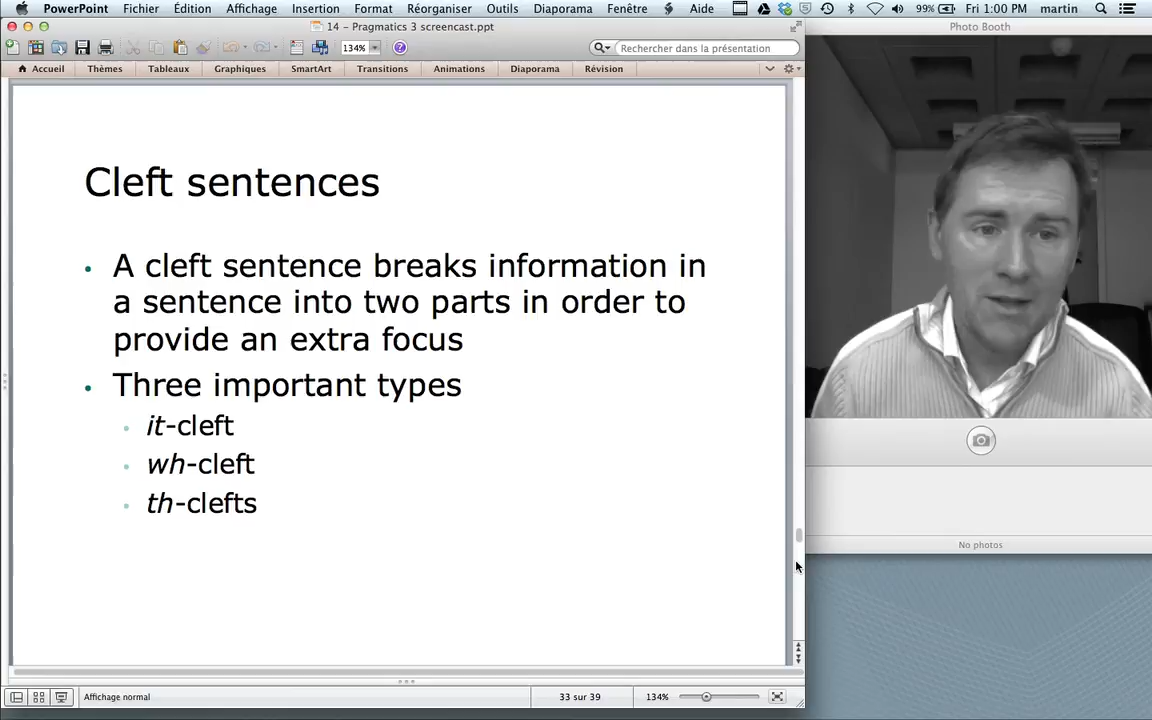 PowerPoint Fichier Édition Affichage Insertion Format Réorganiser Outils Diaporama Fenêtre Aide 99% Fri 1:00 PM martin
14 - Pragmatics 3 screencast.ppt
Photo Booth
134% Rechercher dans la présentation
Accueil Thèmes Tableaux Graphiques SmartArt Transitions Animations Diaporama Révision
Cleft sentences
• A cleft sentence breaks information in
a sentence into two parts in order to
provide an extra focus
• Three important types
• it-cleft
• wh-cleft
• th-clefts
No photos
Affichage normal 33 sur 39 134%